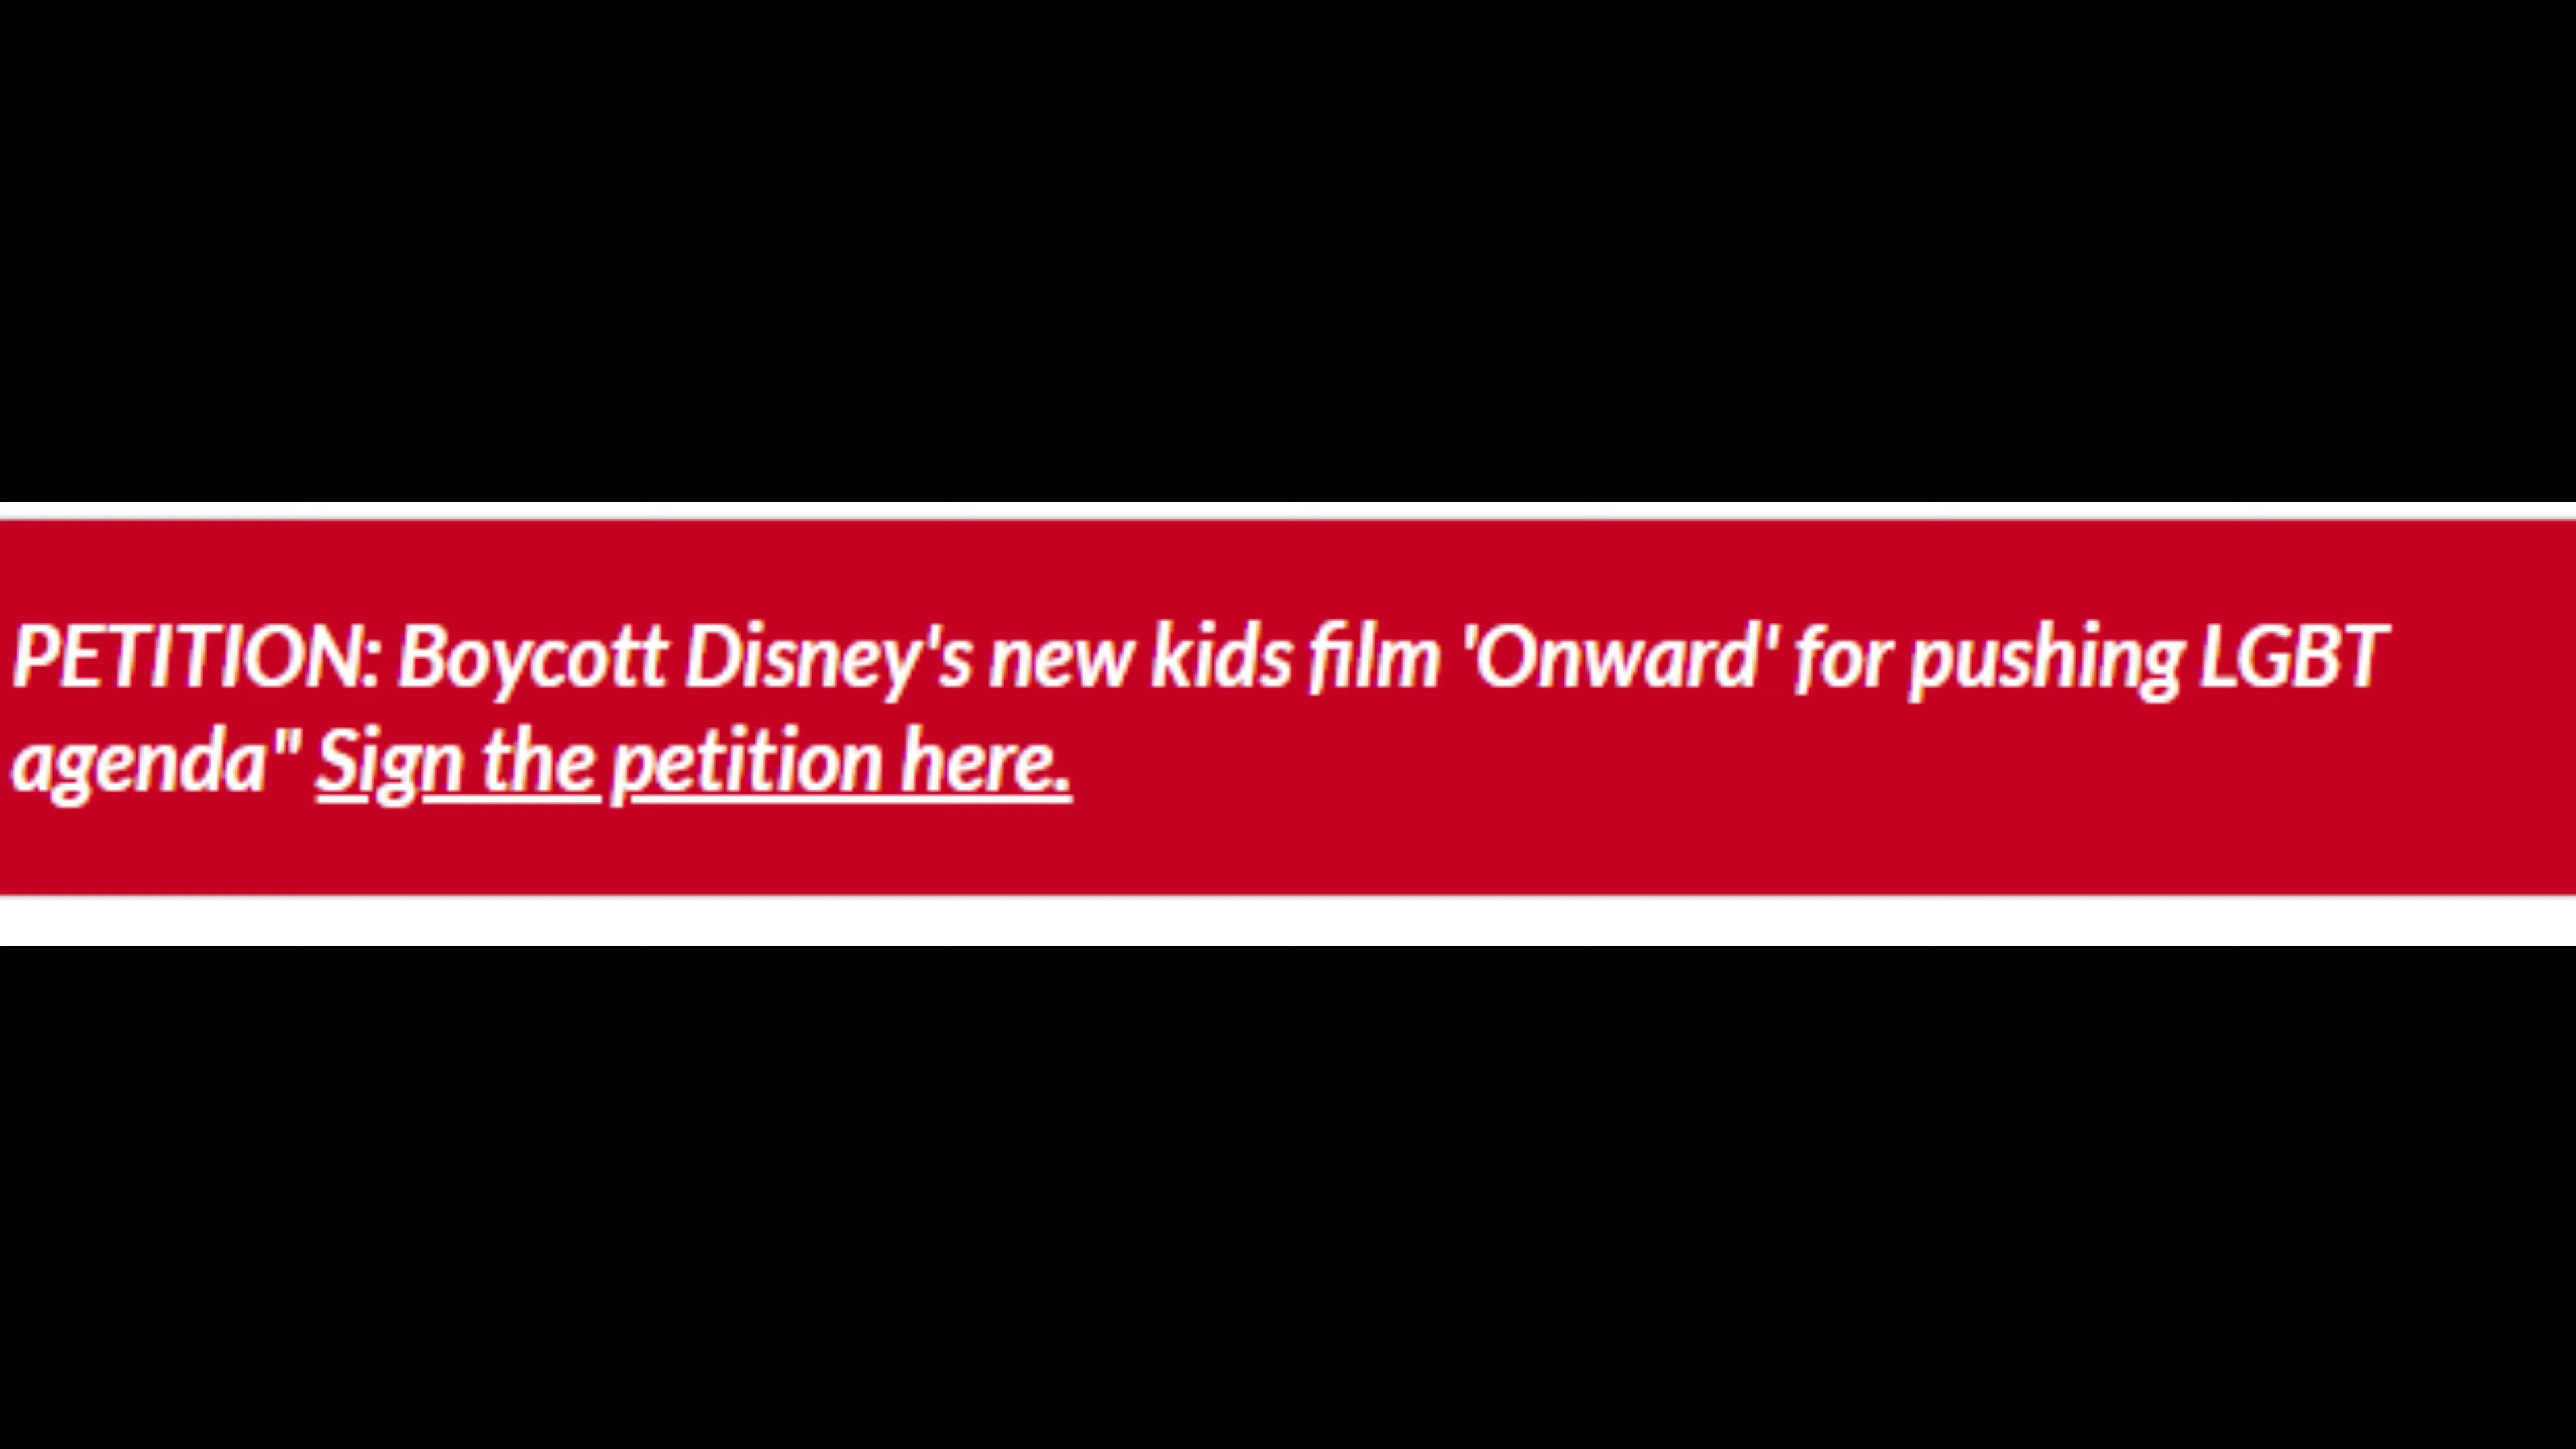 PETITION: Boycott Disney's new kids film 'Onward' for pushing LGBT
agenda" Sign the petition here.